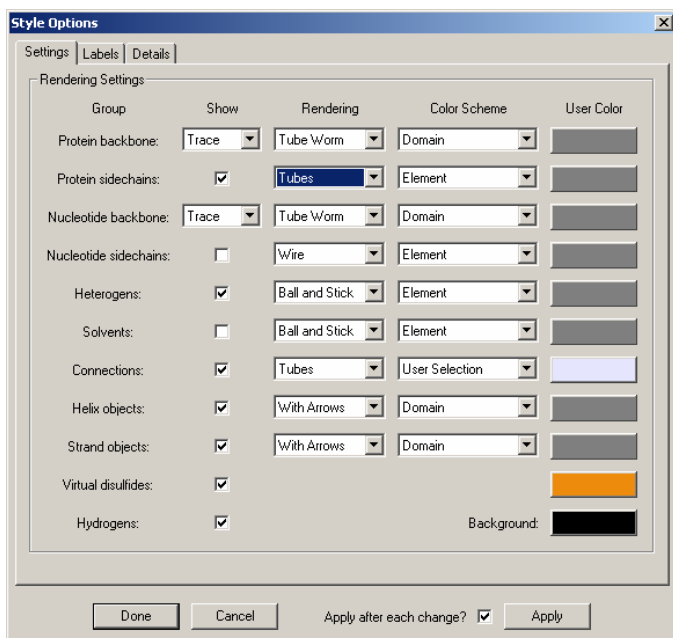 Style Options
Settings Labels Details
Rendering Settings
Group Show Rendering Color Scheme User Color
Protein backbone: Trace Tube Worm Domain
Protein sidechains: Tubes Element
Nucleotide backbone: Trace Tube Worm Domain
Nucleotide sidechains: Wire Element
Heterogens: Ball and Stick Element
Solvents: Ball and Stick Element
Connections: Tubes User Selection
Helix objects: With Arrows Domain
Strand objects: With Arrows Domain
Virtual disulfides:
Hydrogens: Background:
Done Cancel Apply after each change? Apply